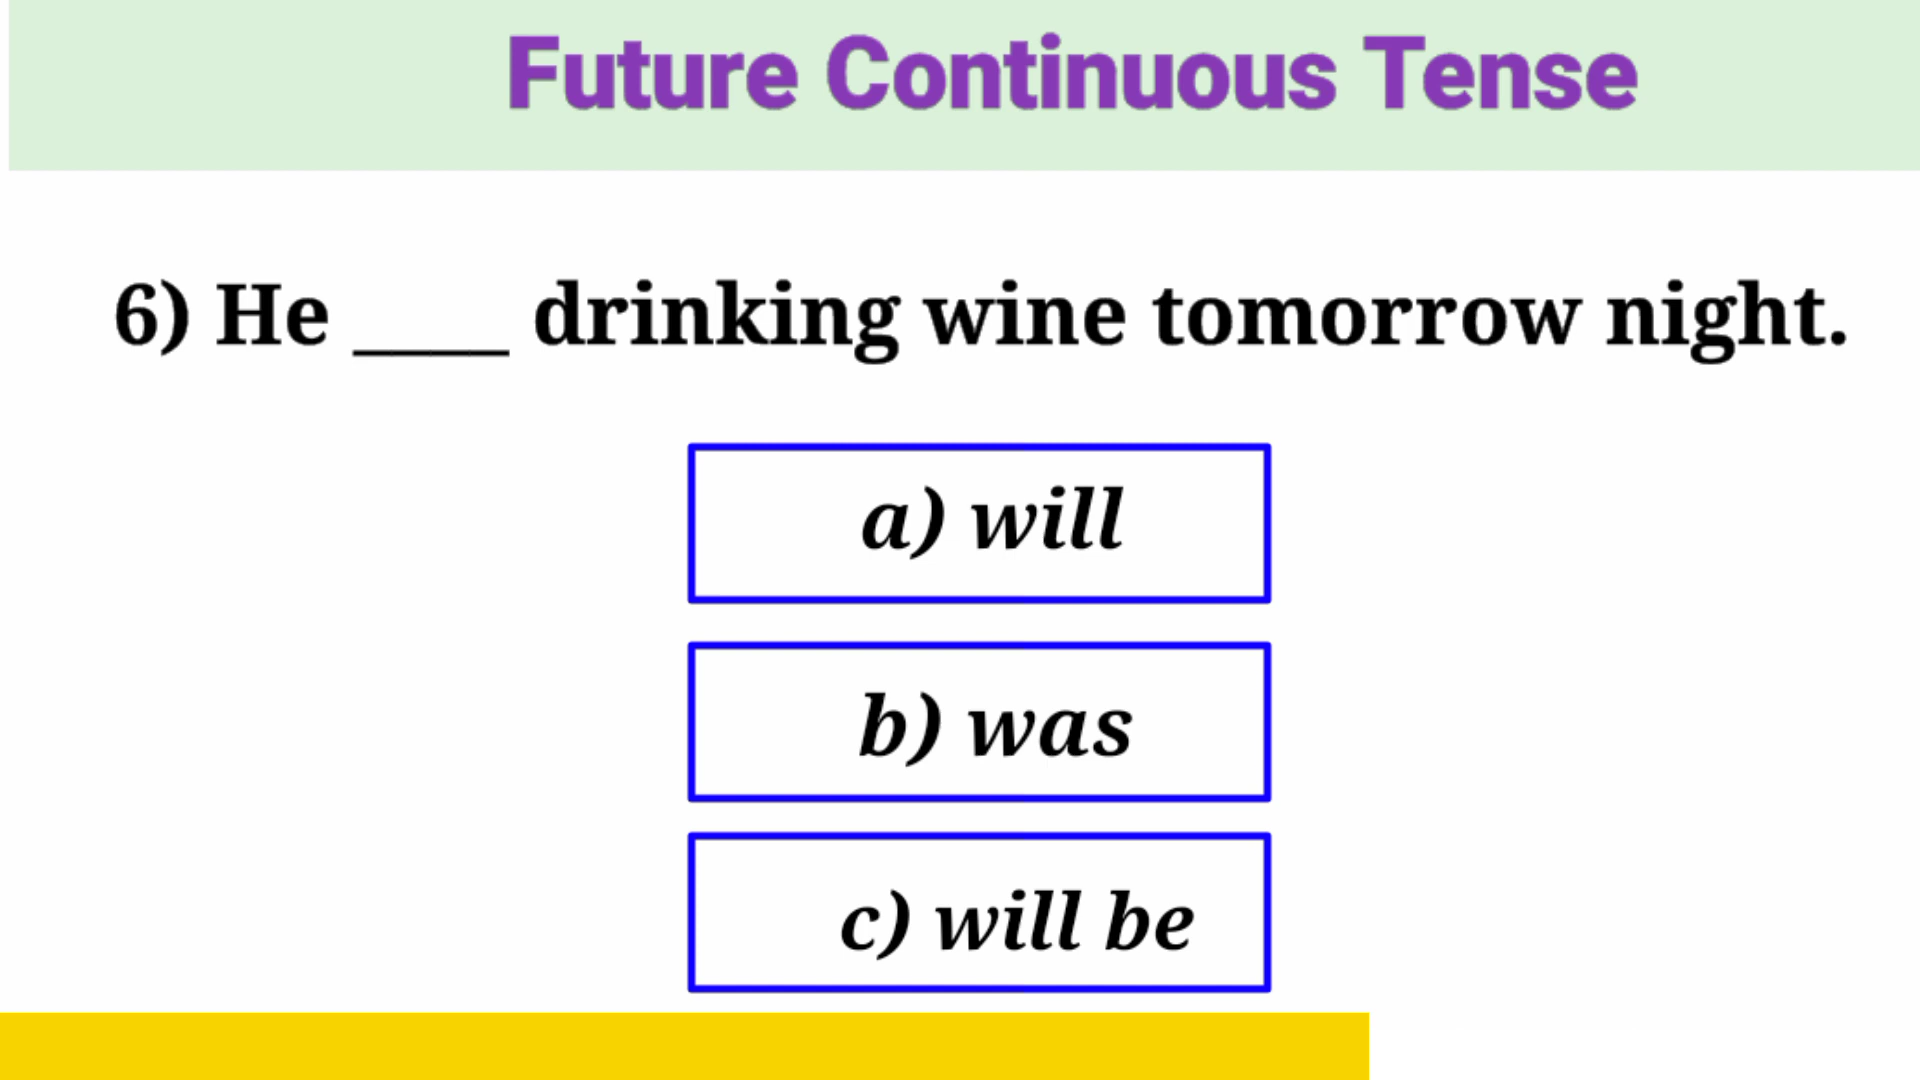 Future Continuous Tense
6) He ____ drinking wine tomorrow night.
a) will
b) was
c) will be